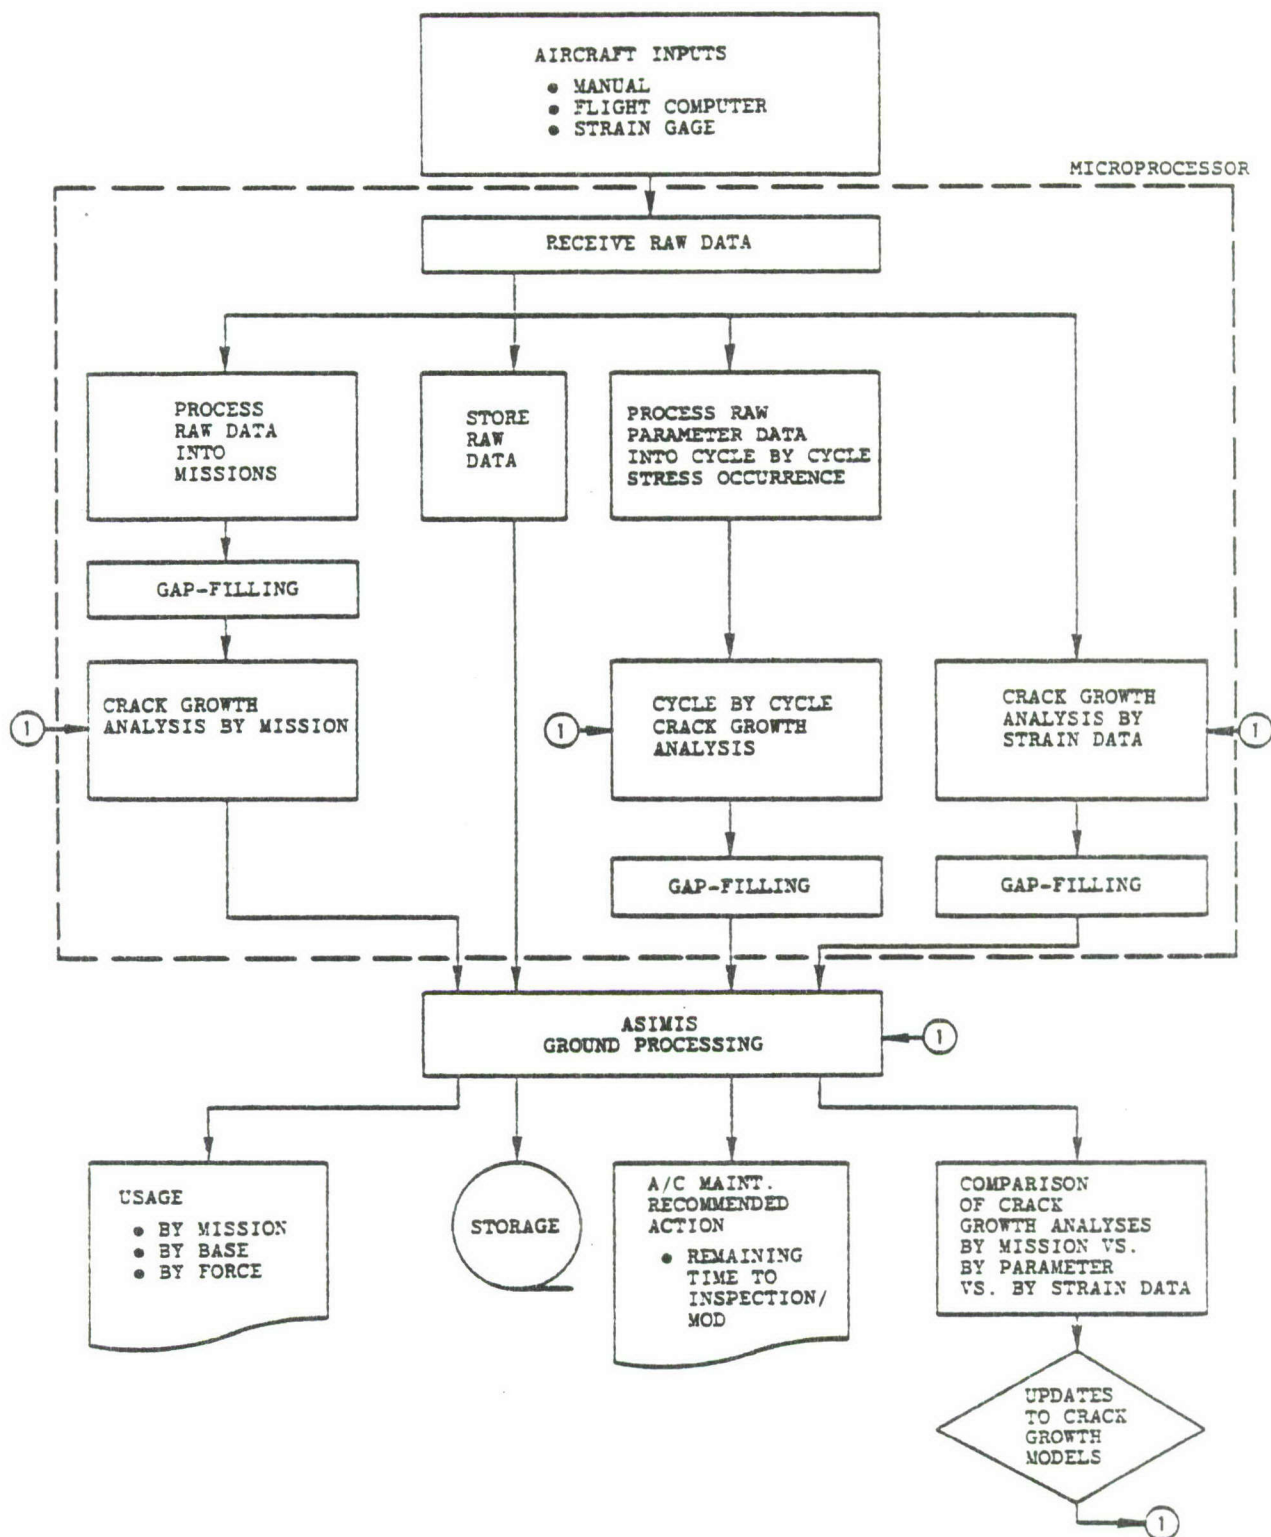 AIRCRAFT INPUTS
● MANUAL
● FLIGHT COMPUTER
● STRAIN GAGE
MICROPROCESSOR
RECEIVE RAW DATA
PROCESS
RAW DATA
INTO
MISSIONS
STORE
RAW
DATA
PROCESS RAW
PARAMETER DATA
INTO CYCLE BY CYCLE
STRESS OCCURRENCE
GAP-FILLING
1
CRACK GROWTH
ANALYSIS BY MISSION
1
CYCLE BY CYCLE
CRACK GROWTH
ANALYSIS
CRACK GROWTH
ANALYSIS BY
STRAIN DATA
1
GAP-FILLING
GAP-FILLING
ASIMIS
GROUND PROCESSING
1
USAGE
● BY MISSION
● BY BASE
● BY FORCE
STORAGE
A/C MAINT.
RECOMMENDED
ACTION
● REMAINING
TIME TO
INSPECTION/
MOD
COMPARISON
OF CRACK
GROWTH ANALYSES
BY MISSION VS.
BY PARAMETER
VS. BY STRAIN DATA
UPDATES
TO CRACK
GROWTH
MODELS
1